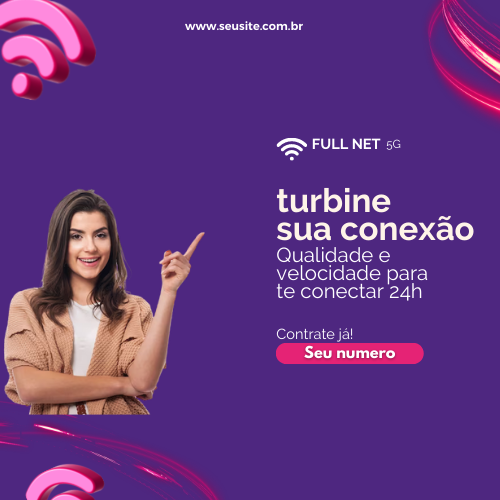 www.seusite.com.br
FULL NET 5G
turbine
sua conexão
Qualidade e
velocidade para
te conectar 24h
Contrate já!
Seu numero